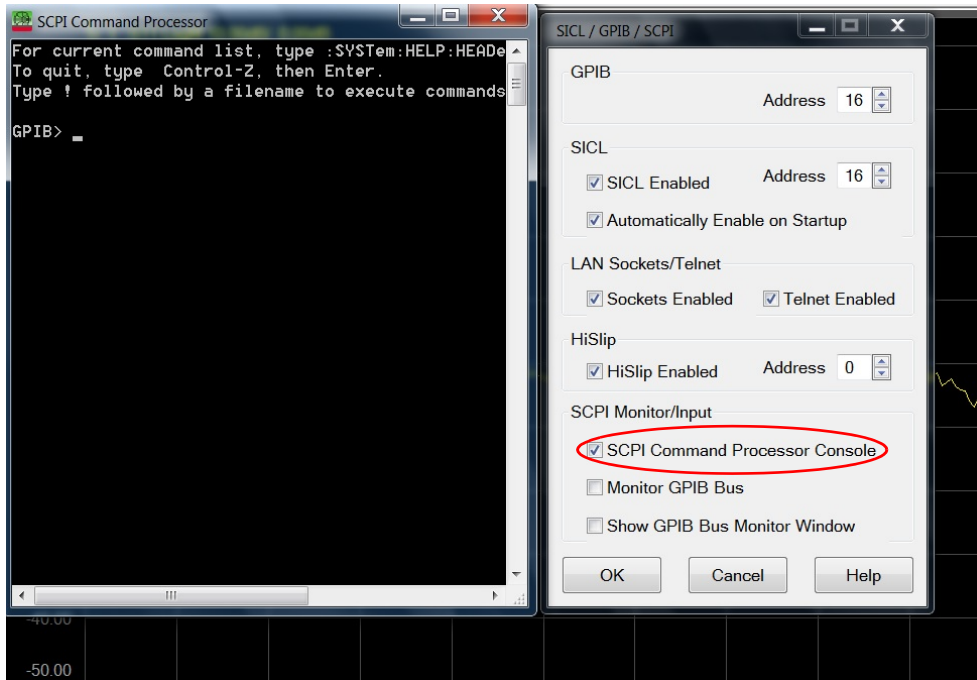 SCPI Command Processor
For current command list, type :SYSTem:HELP:HEADe
To quit, type Control-Z, then Enter.
Type ! followed by a filename to execute commands
GPIB> _
SICL / GPIB / SCPI
GPIB
Address 16
SICL
SICL Enabled Address 16
Automatically Enable on Startup
LAN Sockets/Telnet
Sockets Enabled Telnet Enabled
HiSlip
HiSlip Enabled Address 0
SCPI Monitor/Input
SCPI Command Processor Console
Monitor GPIB Bus
Show GPIB Bus Monitor Window
OK Cancel Help
-40.00
-50.00